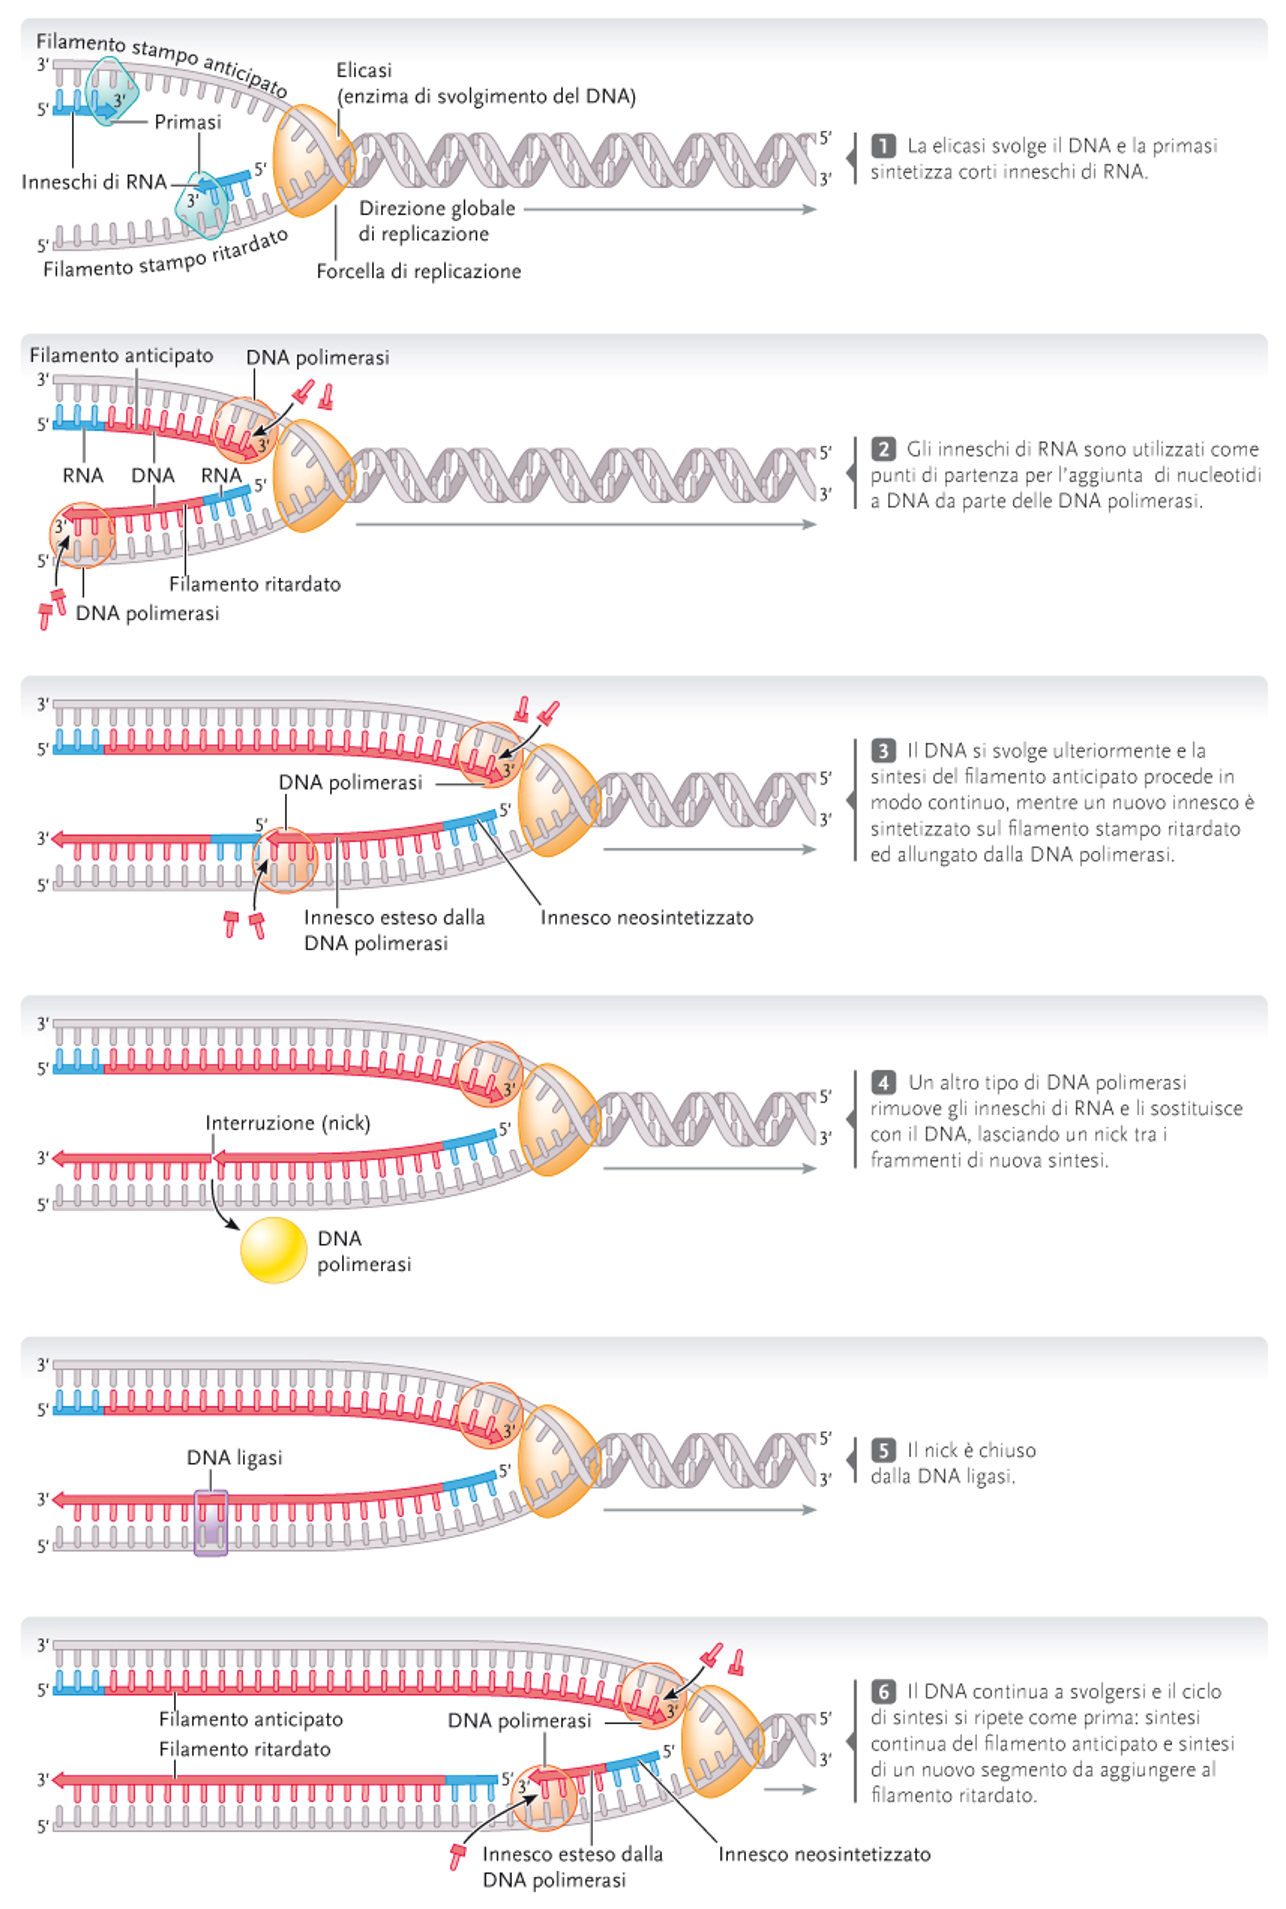 Filamento stampo anticipato
3'
5'
3'
Primasi
Inneschi di RNA
3'
5'
5'
Filamento stampo ritardato
Elicasi
(enzima di svolgimento del DNA)
5'
3'
Direzione globale
di replicazione
Forcella di replicazione
1 La elicasi svolge il DNA e la primasi
sintetizza corti inneschi di RNA.
Filamento anticipato
DNA polimerasi
3'
5'
3'
RNA
DNA
RNA
5'
3'
5'
Filamento ritardato
DNA polimerasi
5'
3'
2 Gli inneschi di RNA sono utilizzati come
punti di partenza per l'aggiunta di nucleotidi
a DNA da parte delle DNA polimerasi.
3'
5'
3'
DNA polimerasi
5'
3'
5'
5'
Innesco esteso dalla
DNA polimerasi
Innesco neosintetizzato
5'
3'
3 Il DNA si svolge ulteriormente e la
sintesi del filamento anticipato procede in
modo continuo, mentre un nuovo innesco è
sintetizzato sul filamento stampo ritardato
ed allungato dalla DNA polimerasi.
3'
5'
3'
Interruzione (nick)
5'
3'
5'
DNA
polimerasi
5'
3'
4 Un altro tipo di DNA polimerasi
rimuove gli inneschi di RNA e li sostituisce
con il DNA, lasciando un nick tra i
frammenti di nuova sintesi.
3'
5'
3'
DNA ligasi
5'
3'
5'
5'
3'
5 Il nick è chiuso
dalla DNA ligasi.
3'
5'
3'
Filamento anticipato
Filamento ritardato
DNA polimerasi
5'
3'
5'
3'
5'
Innesco esteso dalla
DNA polimerasi
Innesco neosintetizzato
5'
3'
6 Il DNA continua a svolgersi e il ciclo
di sintesi si ripete come prima: sintesi
continua del filamento anticipato e sintesi
di un nuovo segmento da aggiungere al
filamento ritardato.